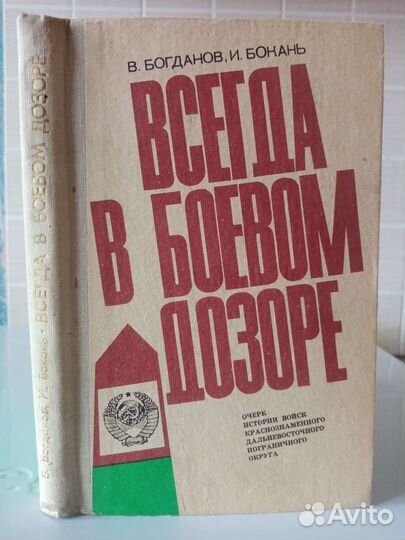 В. БОГДАНОВ, И. БОКАНЬ
ВСЕГДА
В БОЕВОМ
ДОЗОРЕ
ОЧЕРК
ИСТОРИИ ВОЙСК
КРАСНОЗНАМЕННОГО
ДАЛЬНЕВОСТОЧНОГО
ПОГРАНИЧНОГО
ОКРУГА
В. Богданов, И. Бокань • ВСЕГДА В БОЕВОМ ДОЗОРЕ
Avito